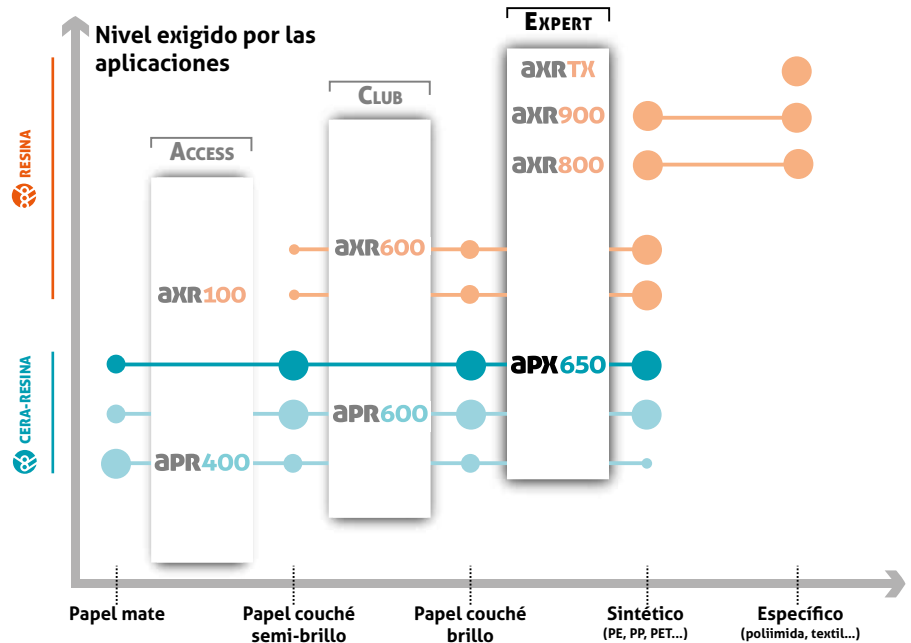 Nivel exigido por las
aplicaciones
EXPERT
CLUB
ACCESS
RESINA
CERA-RESINA
aXRTX
aXR900
aXR800
aXR600
aXR100
aPX650
aPR600
aPR400
Papel mate
Papel couché
semi-brillo
Papel couché
brillo
Sintético
(PE, PP, PET...)
Específico
(poliimida, textil...)